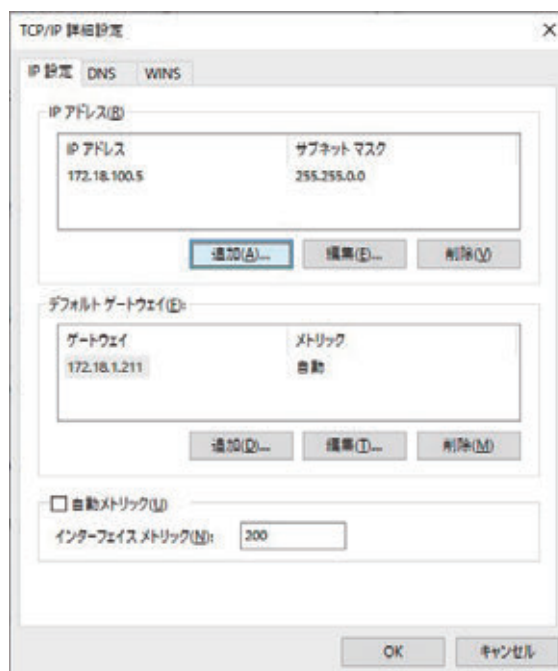 TCP/IP 詳細設定
IP 設定 DNS WINS
IP アドレス(R)
IP アドレス サブネット マスク
172.18.100.5 255.255.0.0
追加(A)... 編集(E)... 削除(V)
デフォルト ゲートウェイ(F):
ゲートウェイ メトリック
172.18.1.211 自動
追加(D)... 編集(T)... 削除(M)
自動メトリック(U)
インターフェイス メトリック(N): 200
OK キャンセル